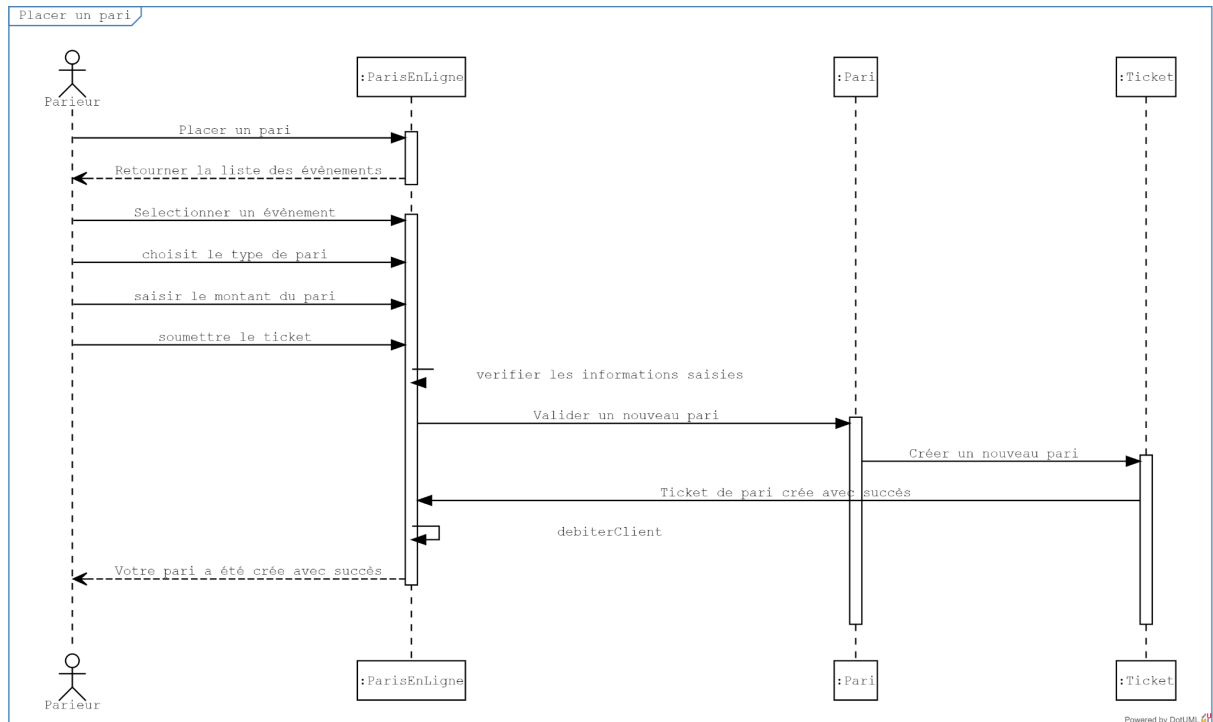 Placer un pari
Parieur
:ParisEnLigne
:Pari
:Ticket
Placer un pari
Retourner la liste des évènements
Selectionner un évènement
choisit le type de pari
saisir le montant du pari
soumettre le ticket
verifier les informations saisies
Valider un nouveau pari
Créer un nouveau pari
Ticket de pari crée avec succès
debiterClient
Votre pari a été crée avec succès
Parieur
:ParisEnLigne
:Pari
:Ticket
Powered by DotUML